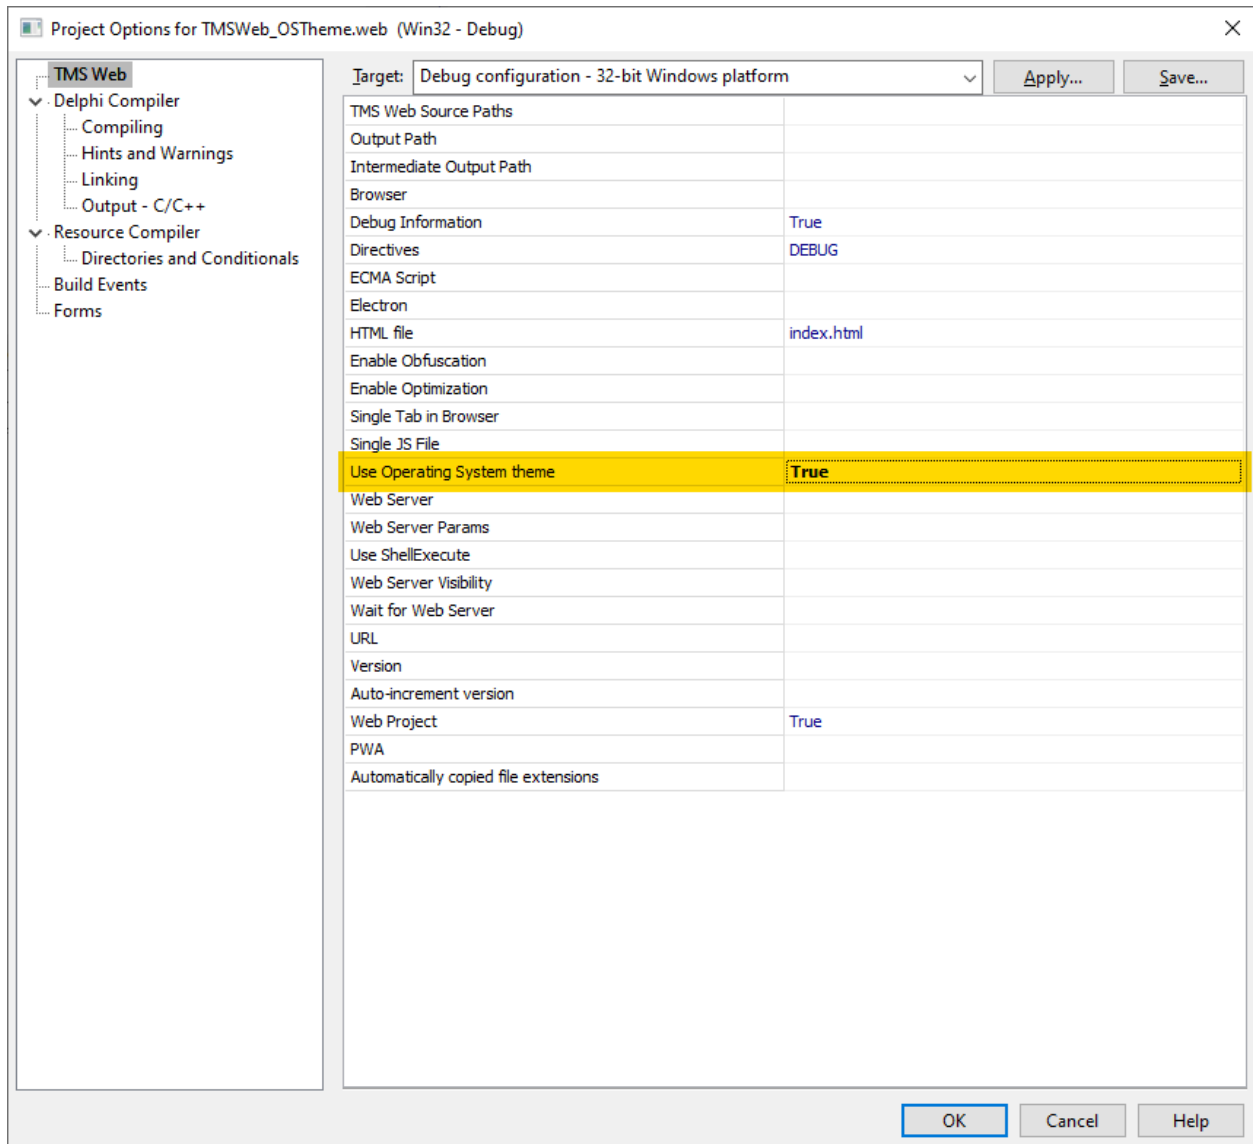 Project Options for TMSWeb_OSTheme.web (Win32 - Debug)
TMS Web
Delphi Compiler
Compiling
Hints and Warnings
Linking
Output - C/C++
Resource Compiler
Directories and Conditionals
Build Events
Forms
Target: Debug configuration - 32-bit Windows platform Apply... Save...
TMS Web Source Paths
Output Path
Intermediate Output Path
Browser
Debug Information True
Directives DEBUG
ECMA Script
Electron
HTML file index.html
Enable Obfuscation
Enable Optimization
Single Tab in Browser
Single JS File
Use Operating System theme True
Web Server
Web Server Params
Use ShellExecute
Web Server Visibility
Wait for Web Server
URL
Version
Auto-increment version
Web Project True
PWA
Automatically copied file extensions
OK Cancel Help